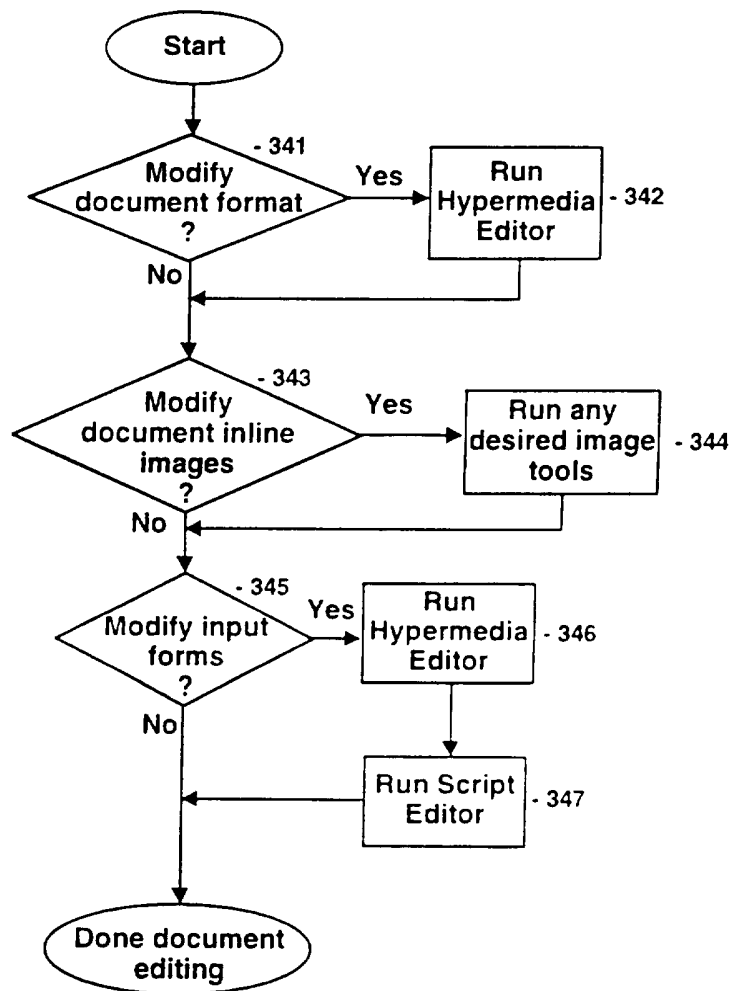 Start
- 341
Modify
document format
?
Yes
Run
Hypermedia
Editor
- 342
No
- 343
Modify
document inline
images
?
Yes
Run any
desired image
tools
- 344
No
- 345
Modify input
forms
?
Yes
Run
Hypermedia
Editor
- 346
No
Run Script
Editor
- 347
Done document
editing